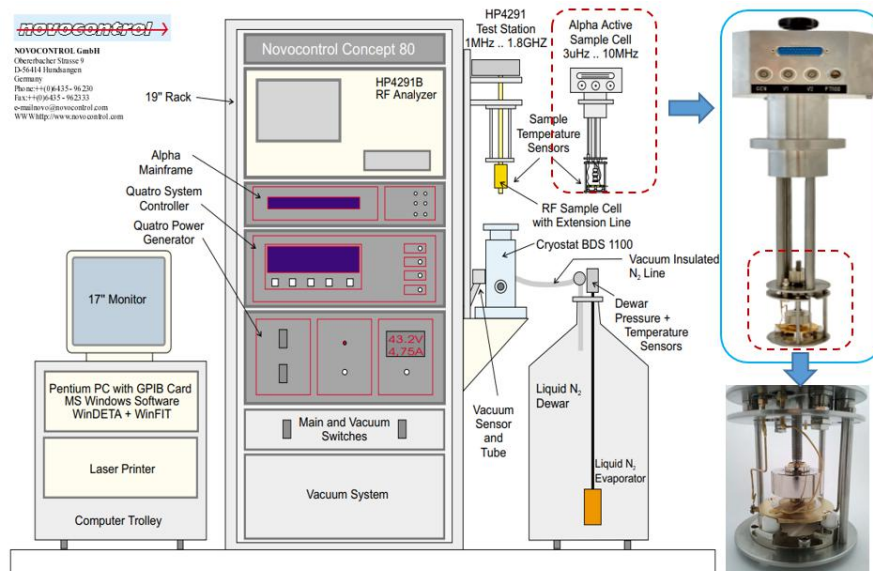 novocontrol
NOVOCONTROL GmbH
Obererbacher Strasse 9
D-56414 Hundsangen
Germany
Phone:++(0)6435-96230
Fax:++(0)6435-962333
e-mailnovo@novocontrol.com
WWWhttp://www.novocontrol.com
19" Rack
Alpha
Mainframe
Quatro System
Controller
Quatro Power
Generator
Novocontrol Concept 80
HP4291B
RF Analyzer
43.2V
4.75A
Main and Vacuum
Switches
Vacuum System
17" Monitor
Pentium PC with GPIB Card
MS Windows Software
WinDETA + WinFIT
Laser Printer
Computer Trolley
HP4291
Test Station
1MHz .. 1.8GHZ
Alpha Active
Sample Cell
3uHz .. 10MHz
Sample
Temperature
Sensors
RF Sample Cell
with Extension Line
Cryostat BDS 1100
Vacuum Insulated
N₂ Line
Dewar
Pressure +
Temperature
Sensors
Vacuum
Sensor
and
Tube
Liquid N₂
Dewar
Liquid N₂
Evaporator
V1 V2